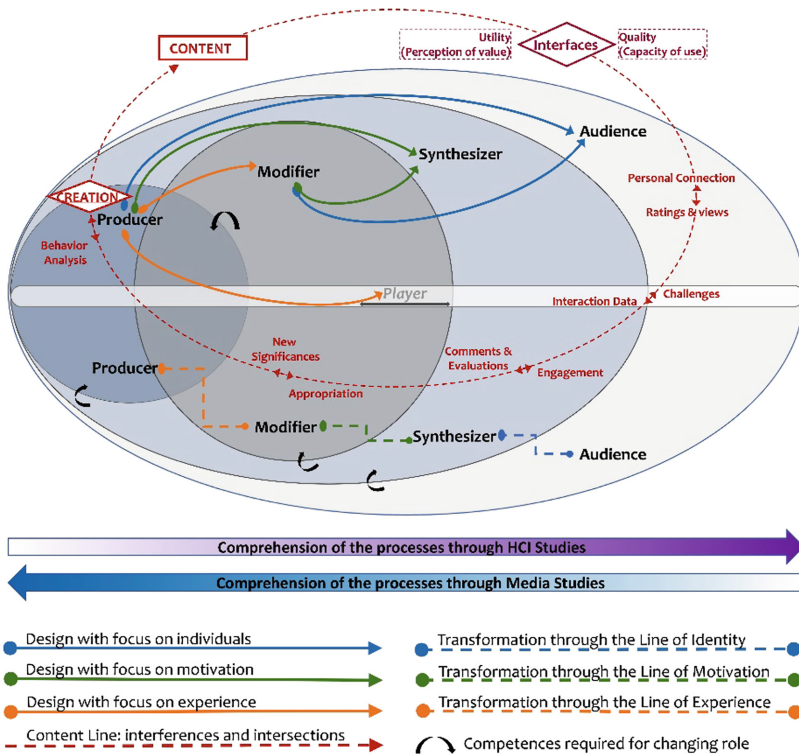 CONTENT
Utility
(Perception of value)
Interfaces
Quality
(Capacity of use)
Audience
Synthesizer
Modifier
Personal Connection
CREATION
Producer
Ratings & views
Behavior
Analysis
Player
Interaction Data
Challenges
New
Significances
Comments &
Evaluations
Engagement
Producer
Appropriation
Modifier
Synthesizer
Audience
Comprehension of the processes through HCI Studies
Comprehension of the processes through Media Studies
Design with focus on individuals
Transformation through the Line of Identity
Design with focus on motivation
Transformation through the Line of Motivation
Design with focus on experience
Transformation through the Line of Experience
Content Line: interferences and intersections
Competences required for changing role